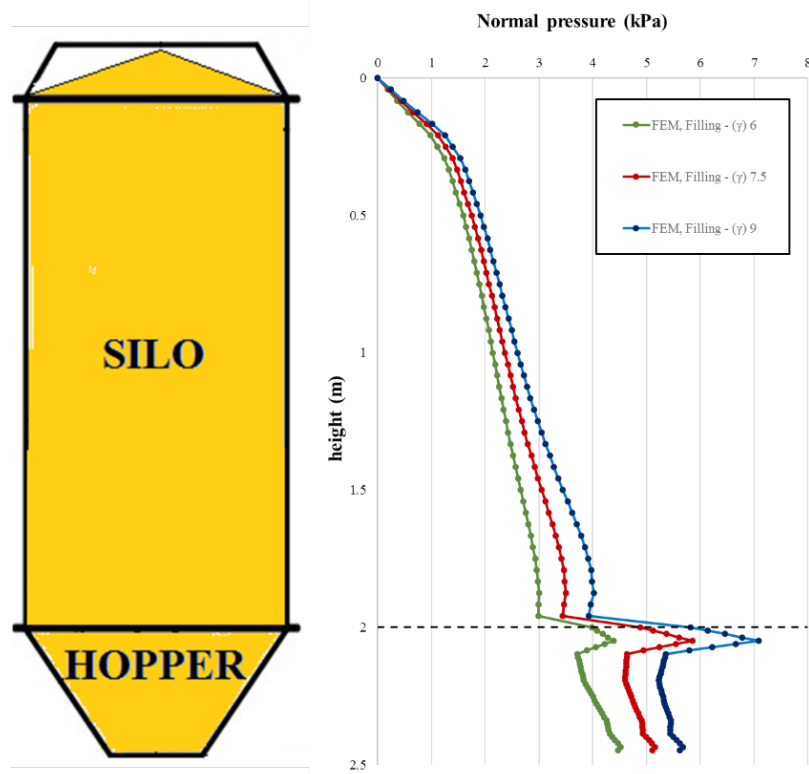 SILO
HOPPER
Normal pressure (kPa)
0 1 2 3 4 5 6 7 8
0
0.5
1
1.5
2
2.5
height (m)
FEM, Filling - (γ) 6
FEM, Filling - (γ) 7.5
FEM, Filling - (γ) 9